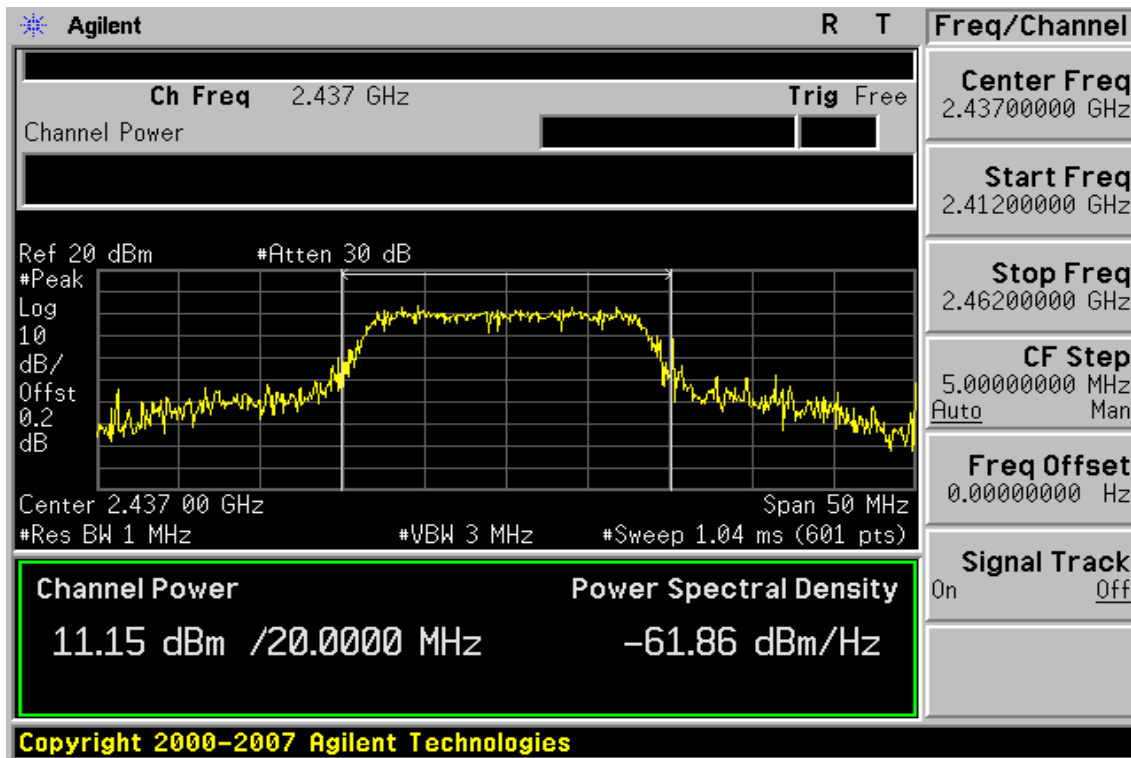 Agilent R T Freq/Channel
Ch Freq 2.437 GHz Trig Free
Channel Power
Center Freq
2.43700000 GHz
Start Freq
2.41200000 GHz
Stop Freq
2.46200000 GHz
CF Step
5.00000000 MHz
Auto Man
Freq Offset
0.00000000 Hz
Signal Track
On Off
Ref 20 dBm #Atten 30 dB
#Peak
Log
10
dB/
Offst
0.2
dB
Center 2.437 00 GHz Span 50 MHz
#Res BW 1 MHz #VBW 3 MHz #Sweep 1.04 ms (601 pts)
Channel Power Power Spectral Density
11.15 dBm /20.0000 MHz -61.86 dBm/Hz
Copyright 2000-2007 Agilent Technologies